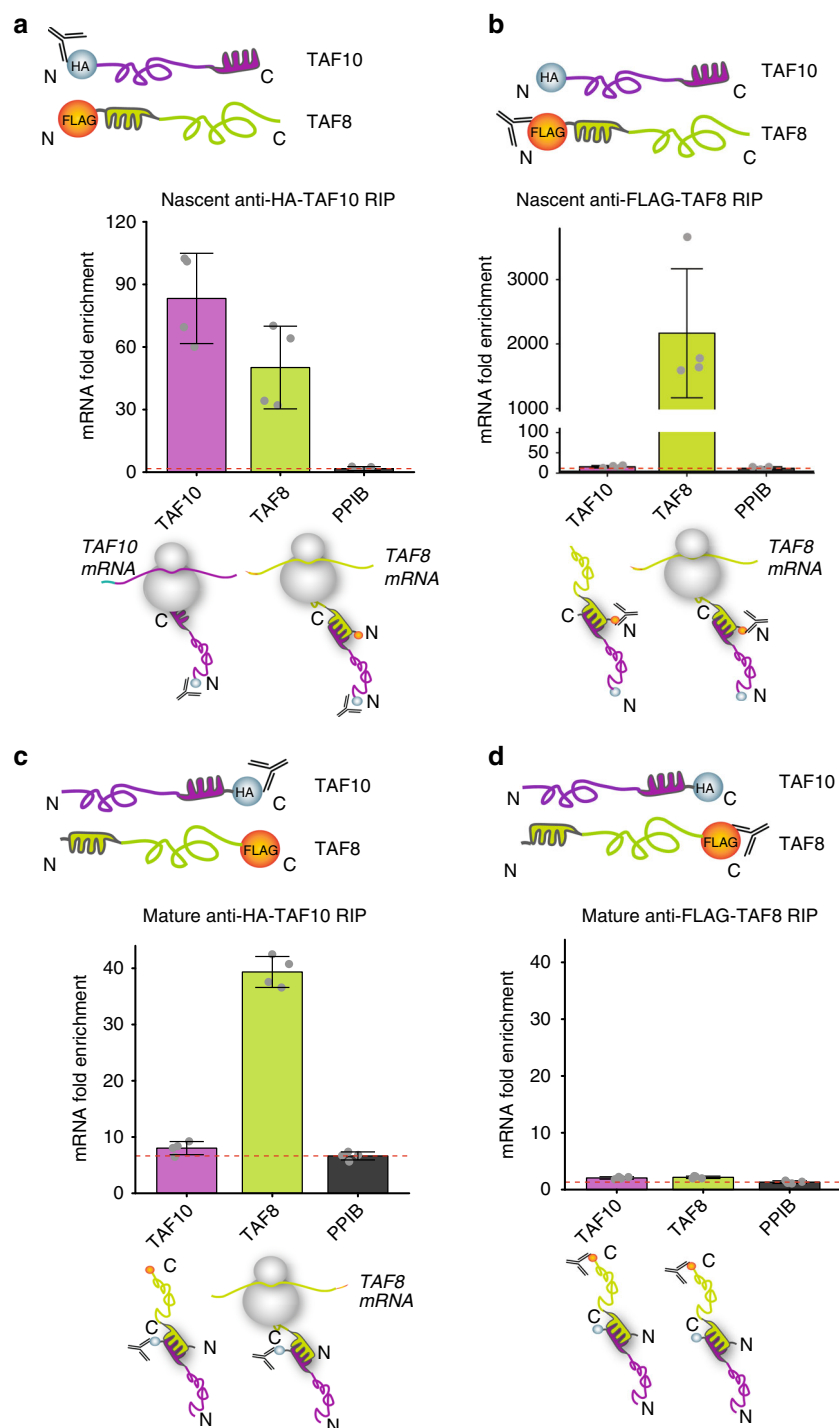 a
HA
N
C
TAF10
FLAG
N
C
TAF8
Nascent anti-HA-TAF10 RIP
mRNA fold enrichment
120
90
60
30
0
TAF10
TAF8
PPIB
TAF10
mRNA
TAF8
mRNA
C
N
C
N
N
b
HA
N
C
TAF10
FLAG
N
C
TAF8
Nascent anti-FLAG-TAF8 RIP
mRNA fold enrichment
3000
2000
1000
150
100
50
0
TAF10
TAF8
PPIB
TAF8
mRNA
C
N
N
C
N
N
c
N
HA
C
TAF10
N
FLAG
C
TAF8
Mature anti-HA-TAF10 RIP
mRNA fold enrichment
40
30
20
10
0
TAF10
TAF8
PPIB
C
C
N
N
TAF8
mRNA
C
N
N
d
N
HA
C
TAF10
N
FLAG
C
TAF8
Mature anti-FLAG-TAF8 RIP
mRNA fold enrichment
40
30
20
10
0
TAF10
TAF8
PPIB
C
C
N
N
C
C
N
N